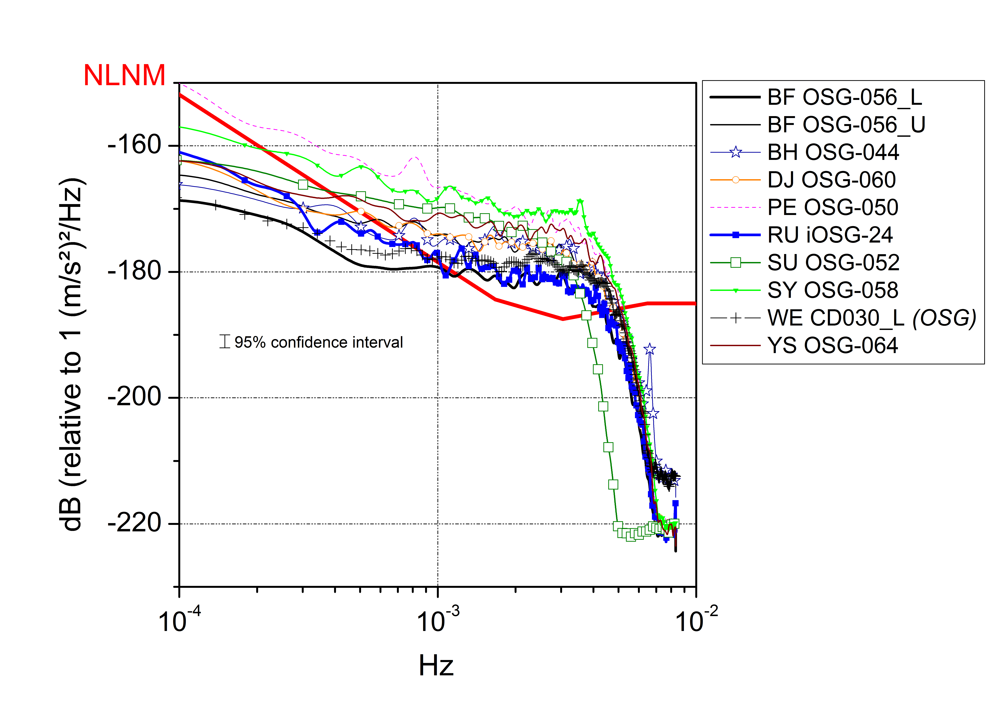 NLNM
-160
-180
-200
-220
dB (relative to 1 (m/s²)²/Hz)
95% confidence interval
10⁻⁴
10⁻³
10⁻²
Hz
BF OSG-056_L
BF OSG-056_U
BH OSG-044
DJ OSG-060
PE OSG-050
RU iOSG-24
SU OSG-052
SY OSG-058
WE CD030_L (OSG)
YS OSG-064